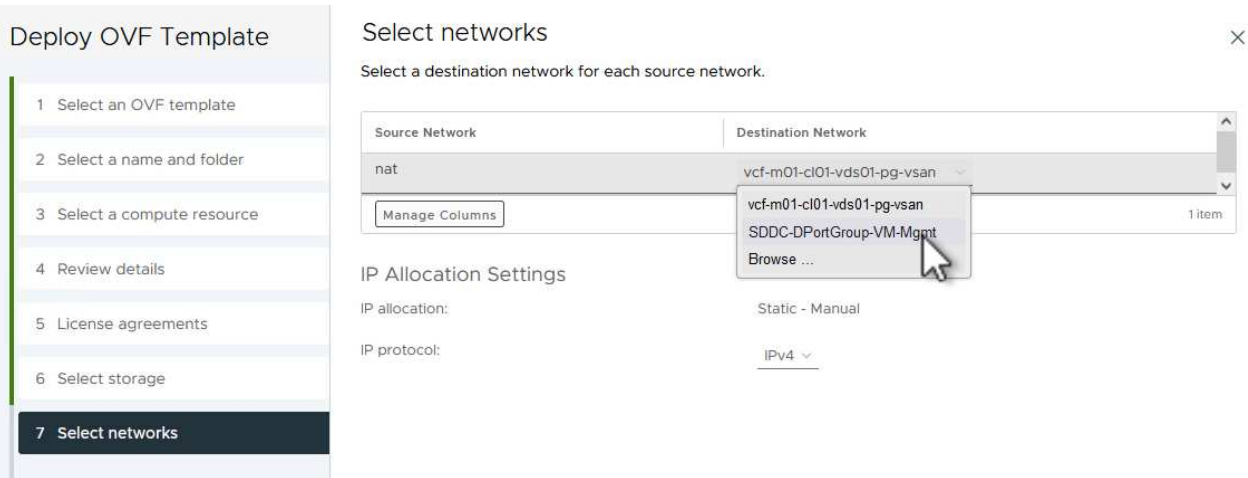 Deploy OVF Template
1 Select an OVF template
2 Select a name and folder
3 Select a compute resource
4 Review details
5 License agreements
6 Select storage
7 Select networks
Select networks
Select a destination network for each source network.
Source Network Destination Network
nat vcf-m01-cl01-vds01-pg-vsan
vcf-m01-cl01-vds01-pg-vsan
SDDC-DPortGroup-VM-Mgmt
Browse ...
Manage Columns 1 item
IP Allocation Settings
IP allocation: Static - Manual
IP protocol: IPv4